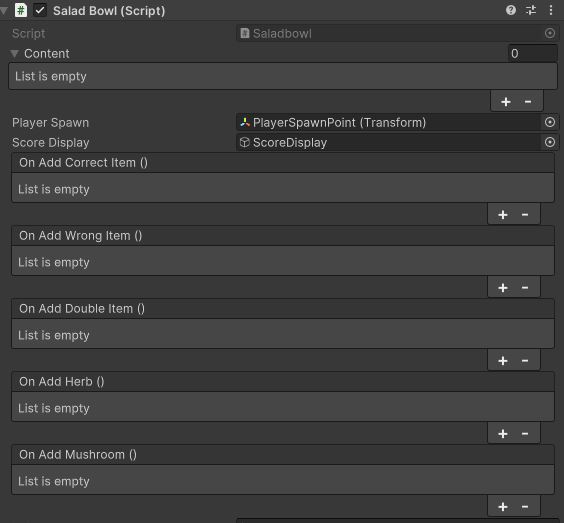 Salad Bowl (Script)
Script Saladbowl
Content 0
List is empty
+ -
Player Spawn PlayerSpawnPoint (Transform)
Score Display ScoreDisplay
On Add Correct Item ()
List is empty
+ -
On Add Wrong Item ()
List is empty
+ -
On Add Double Item ()
List is empty
+ -
On Add Herb ()
List is empty
+ -
On Add Mushroom ()
List is empty
+ -